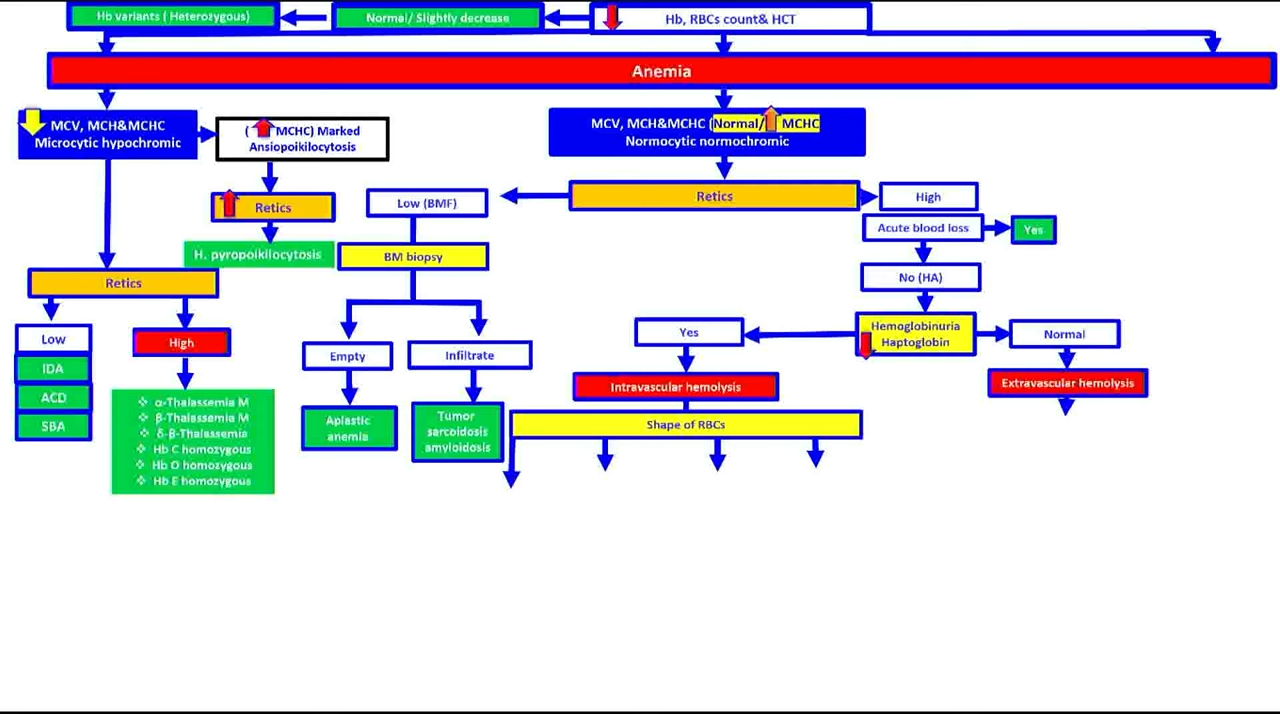 Hb variants ( Heterozygous)
Normal/ Slightly decrease
Hb, RBCs count& HCT
Anemia
MCV, MCH&MCHC
Microcytic hypochromic
( MCHC) Marked
Ansiopoikilocytosis
MCV, MCH&MCHC (Normal/ MCHC
Normocytic normochromic
Retics
H. pyropoikilocytosis
Low (BMF)
BM biopsy
Retics
High
Acute blood loss
Yes
No (HA)
Retics
Low
IDA
ACD
SBA
High
❖ α-Thalassemia M
❖ β-Thalassemia M
❖ δ-β-Thalassemia
❖ Hb C homozygous
❖ Hb O homozygous
❖ Hb E homozygous
Empty
Infiltrate
Aplastic
anemia
Tumor
sarcoidosis
amyloidosis
Yes
Hemoglobinuria
Haptoglobin
Normal
Intravascular hemolysis
Extravascular hemolysis
Shape of RBCs